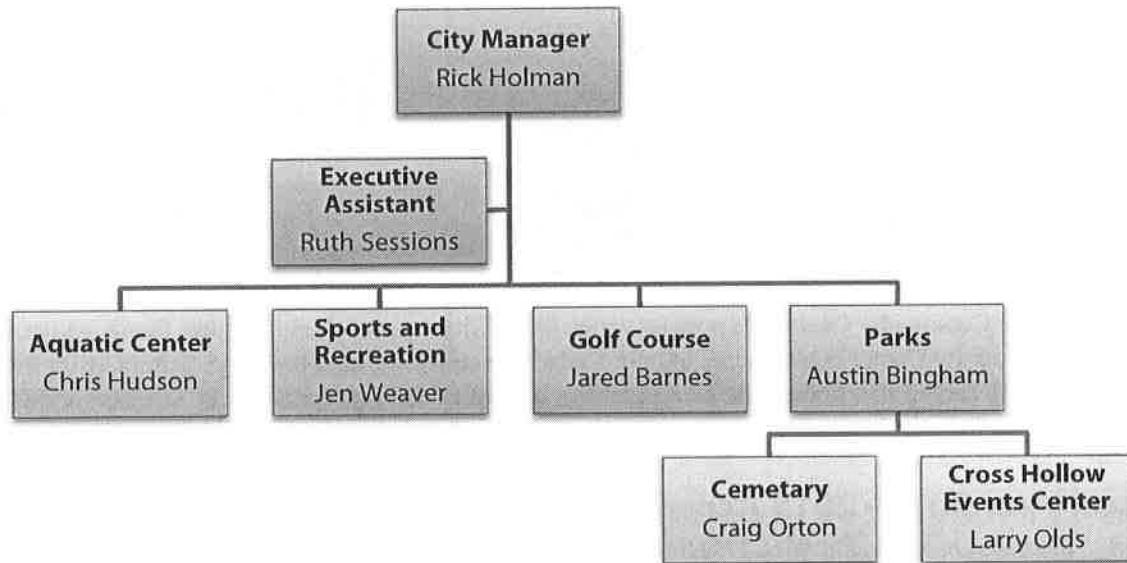 City Manager
Rick Holman
Executive
Assistant
Ruth Sessions
Aquatic Center
Chris Hudson
Sports and
Recreation
Jen Weaver
Golf Course
Jared Barnes
Parks
Austin Bingham
Cemetary
Craig Orton
Cross Hollow
Events Center
Larry Olds